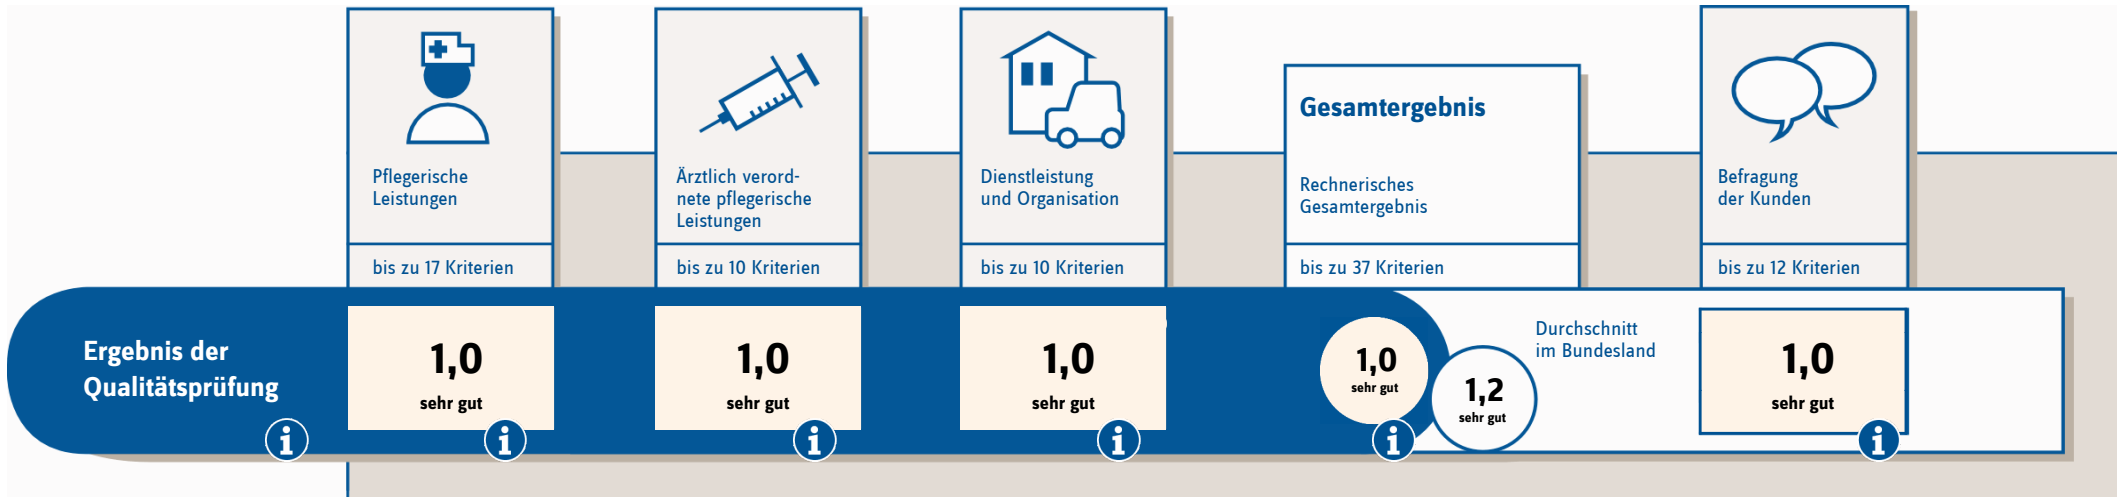 Pflegerische
Leistungen
bis zu 17 Kriterien
Ärztlich verord-
nete pflegerische
Leistungen
bis zu 10 Kriterien
Dienstleistung
und Organisation
bis zu 10 Kriterien
Gesamtergebnis
Rechnerisches
Gesamtergebnis
bis zu 37 Kriterien
Befragung
der Kunden
bis zu 12 Kriterien
Ergebnis der
Qualitätsprüfung
i
1,0
sehr gut
i
1,0
sehr gut
i
1,0
sehr gut
i
1,0
sehr gut
i
1,2
sehr gut
Durchschnitt
im Bundesland
1,0
sehr gut
i